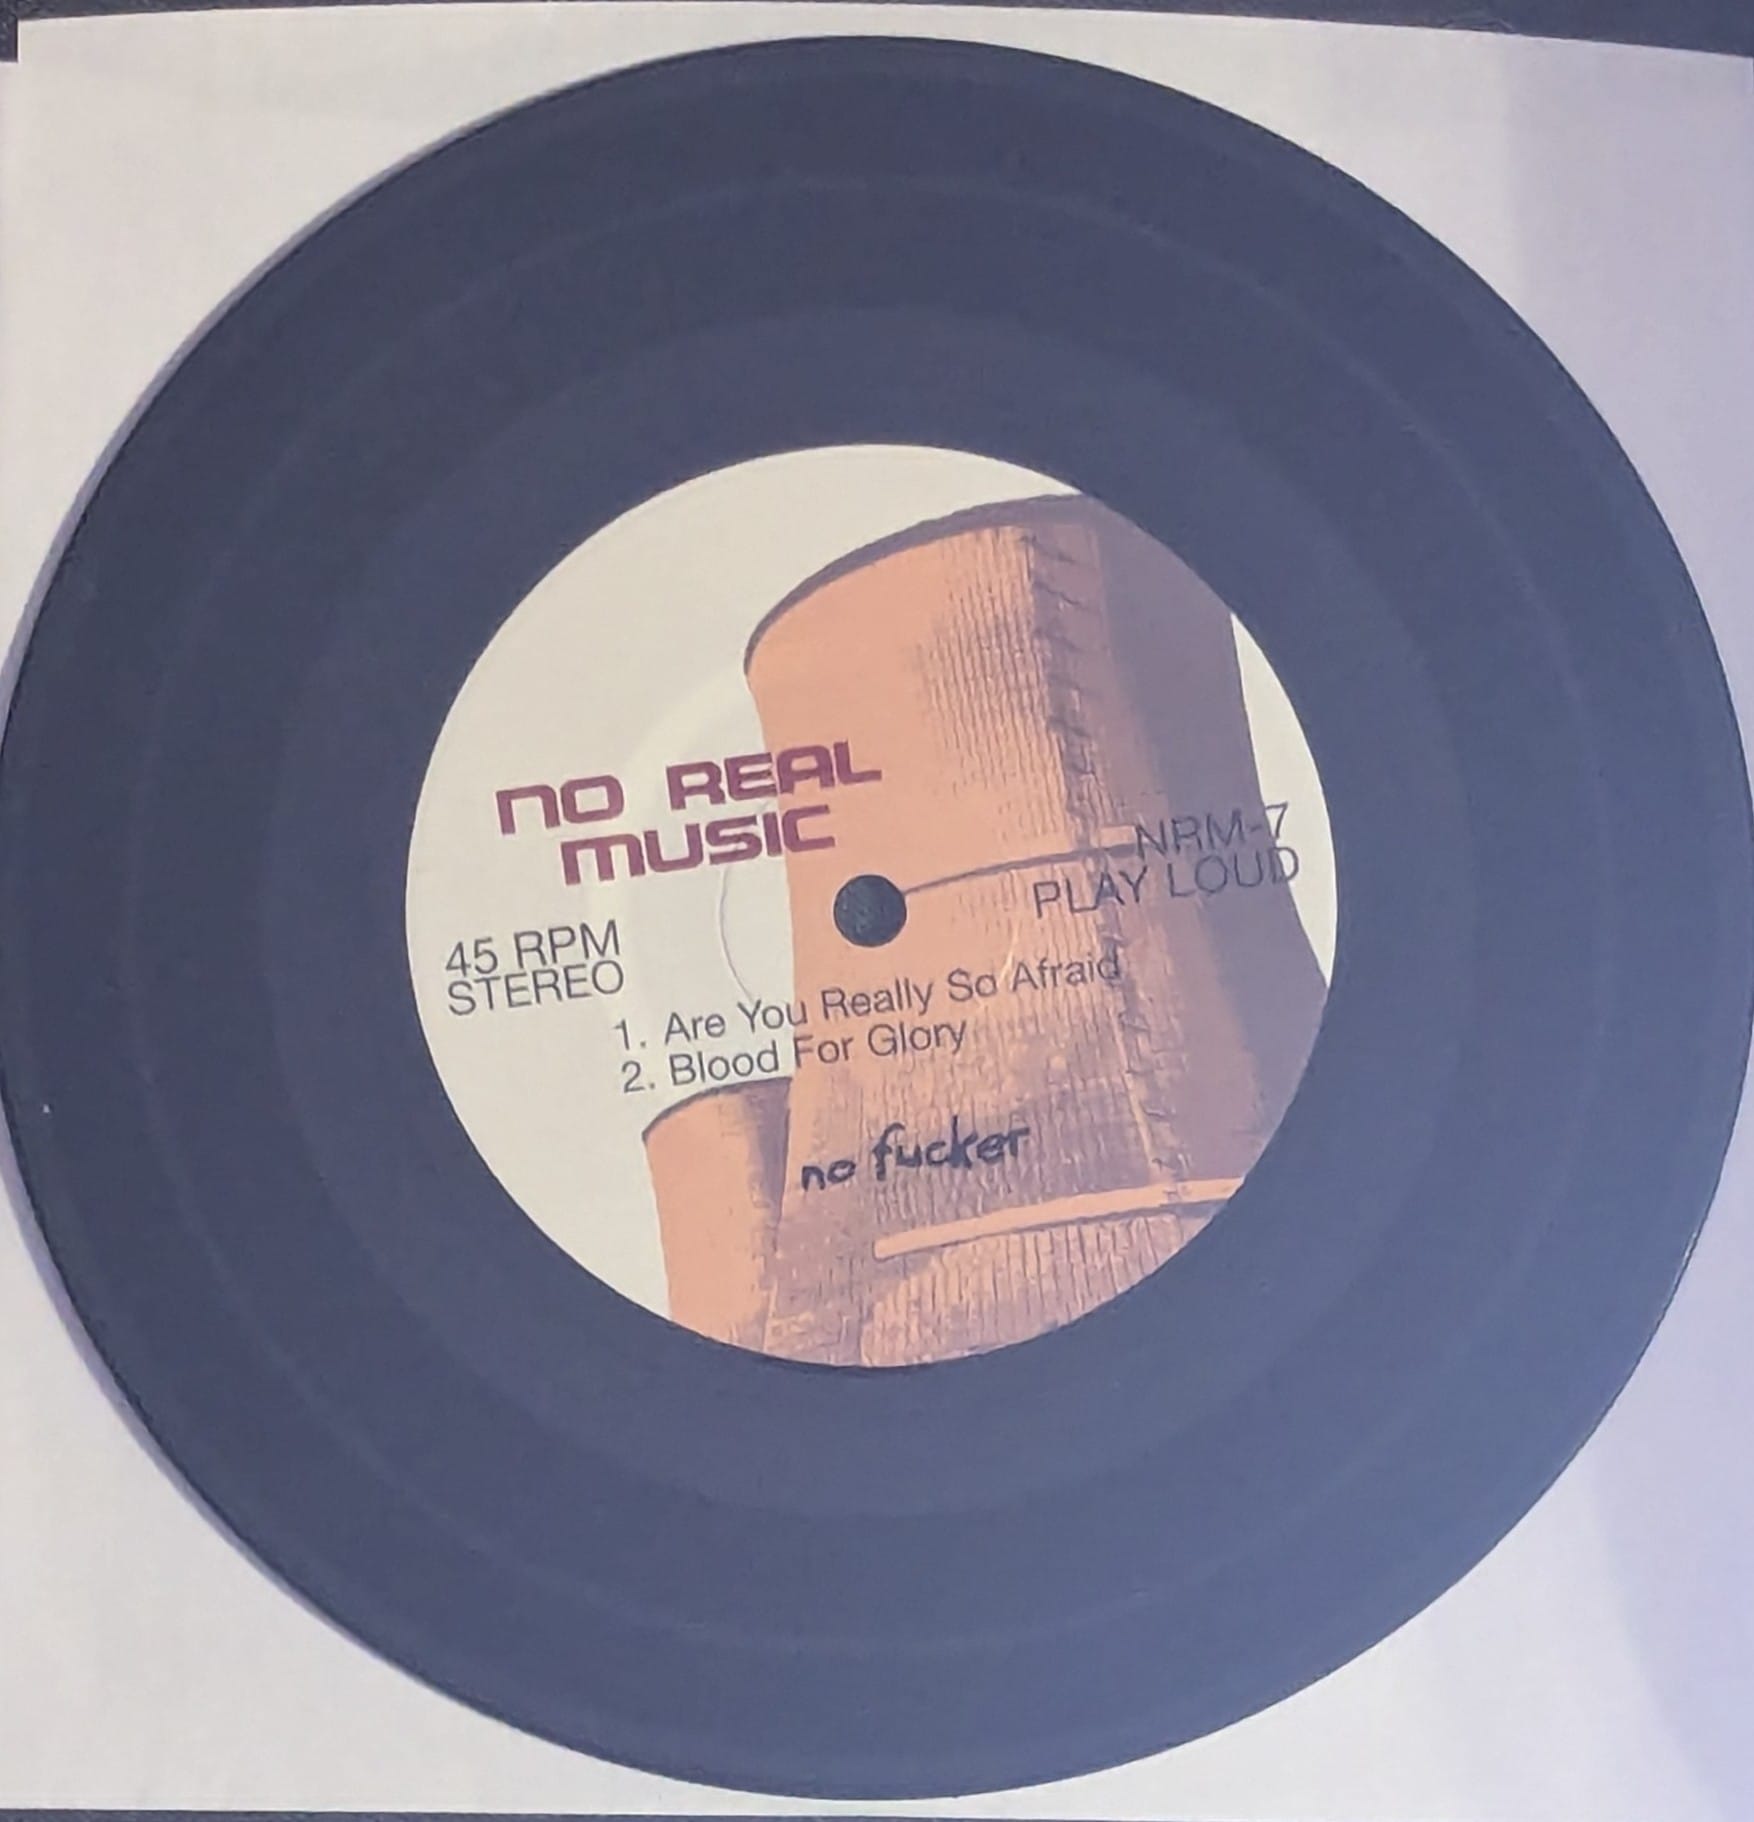 NO REAL
MUSIC
NRM-7
PLAY LOUD
45 RPM
STEREO
1. Are You Really So Afraid
2. Blood For Glory
no fucker